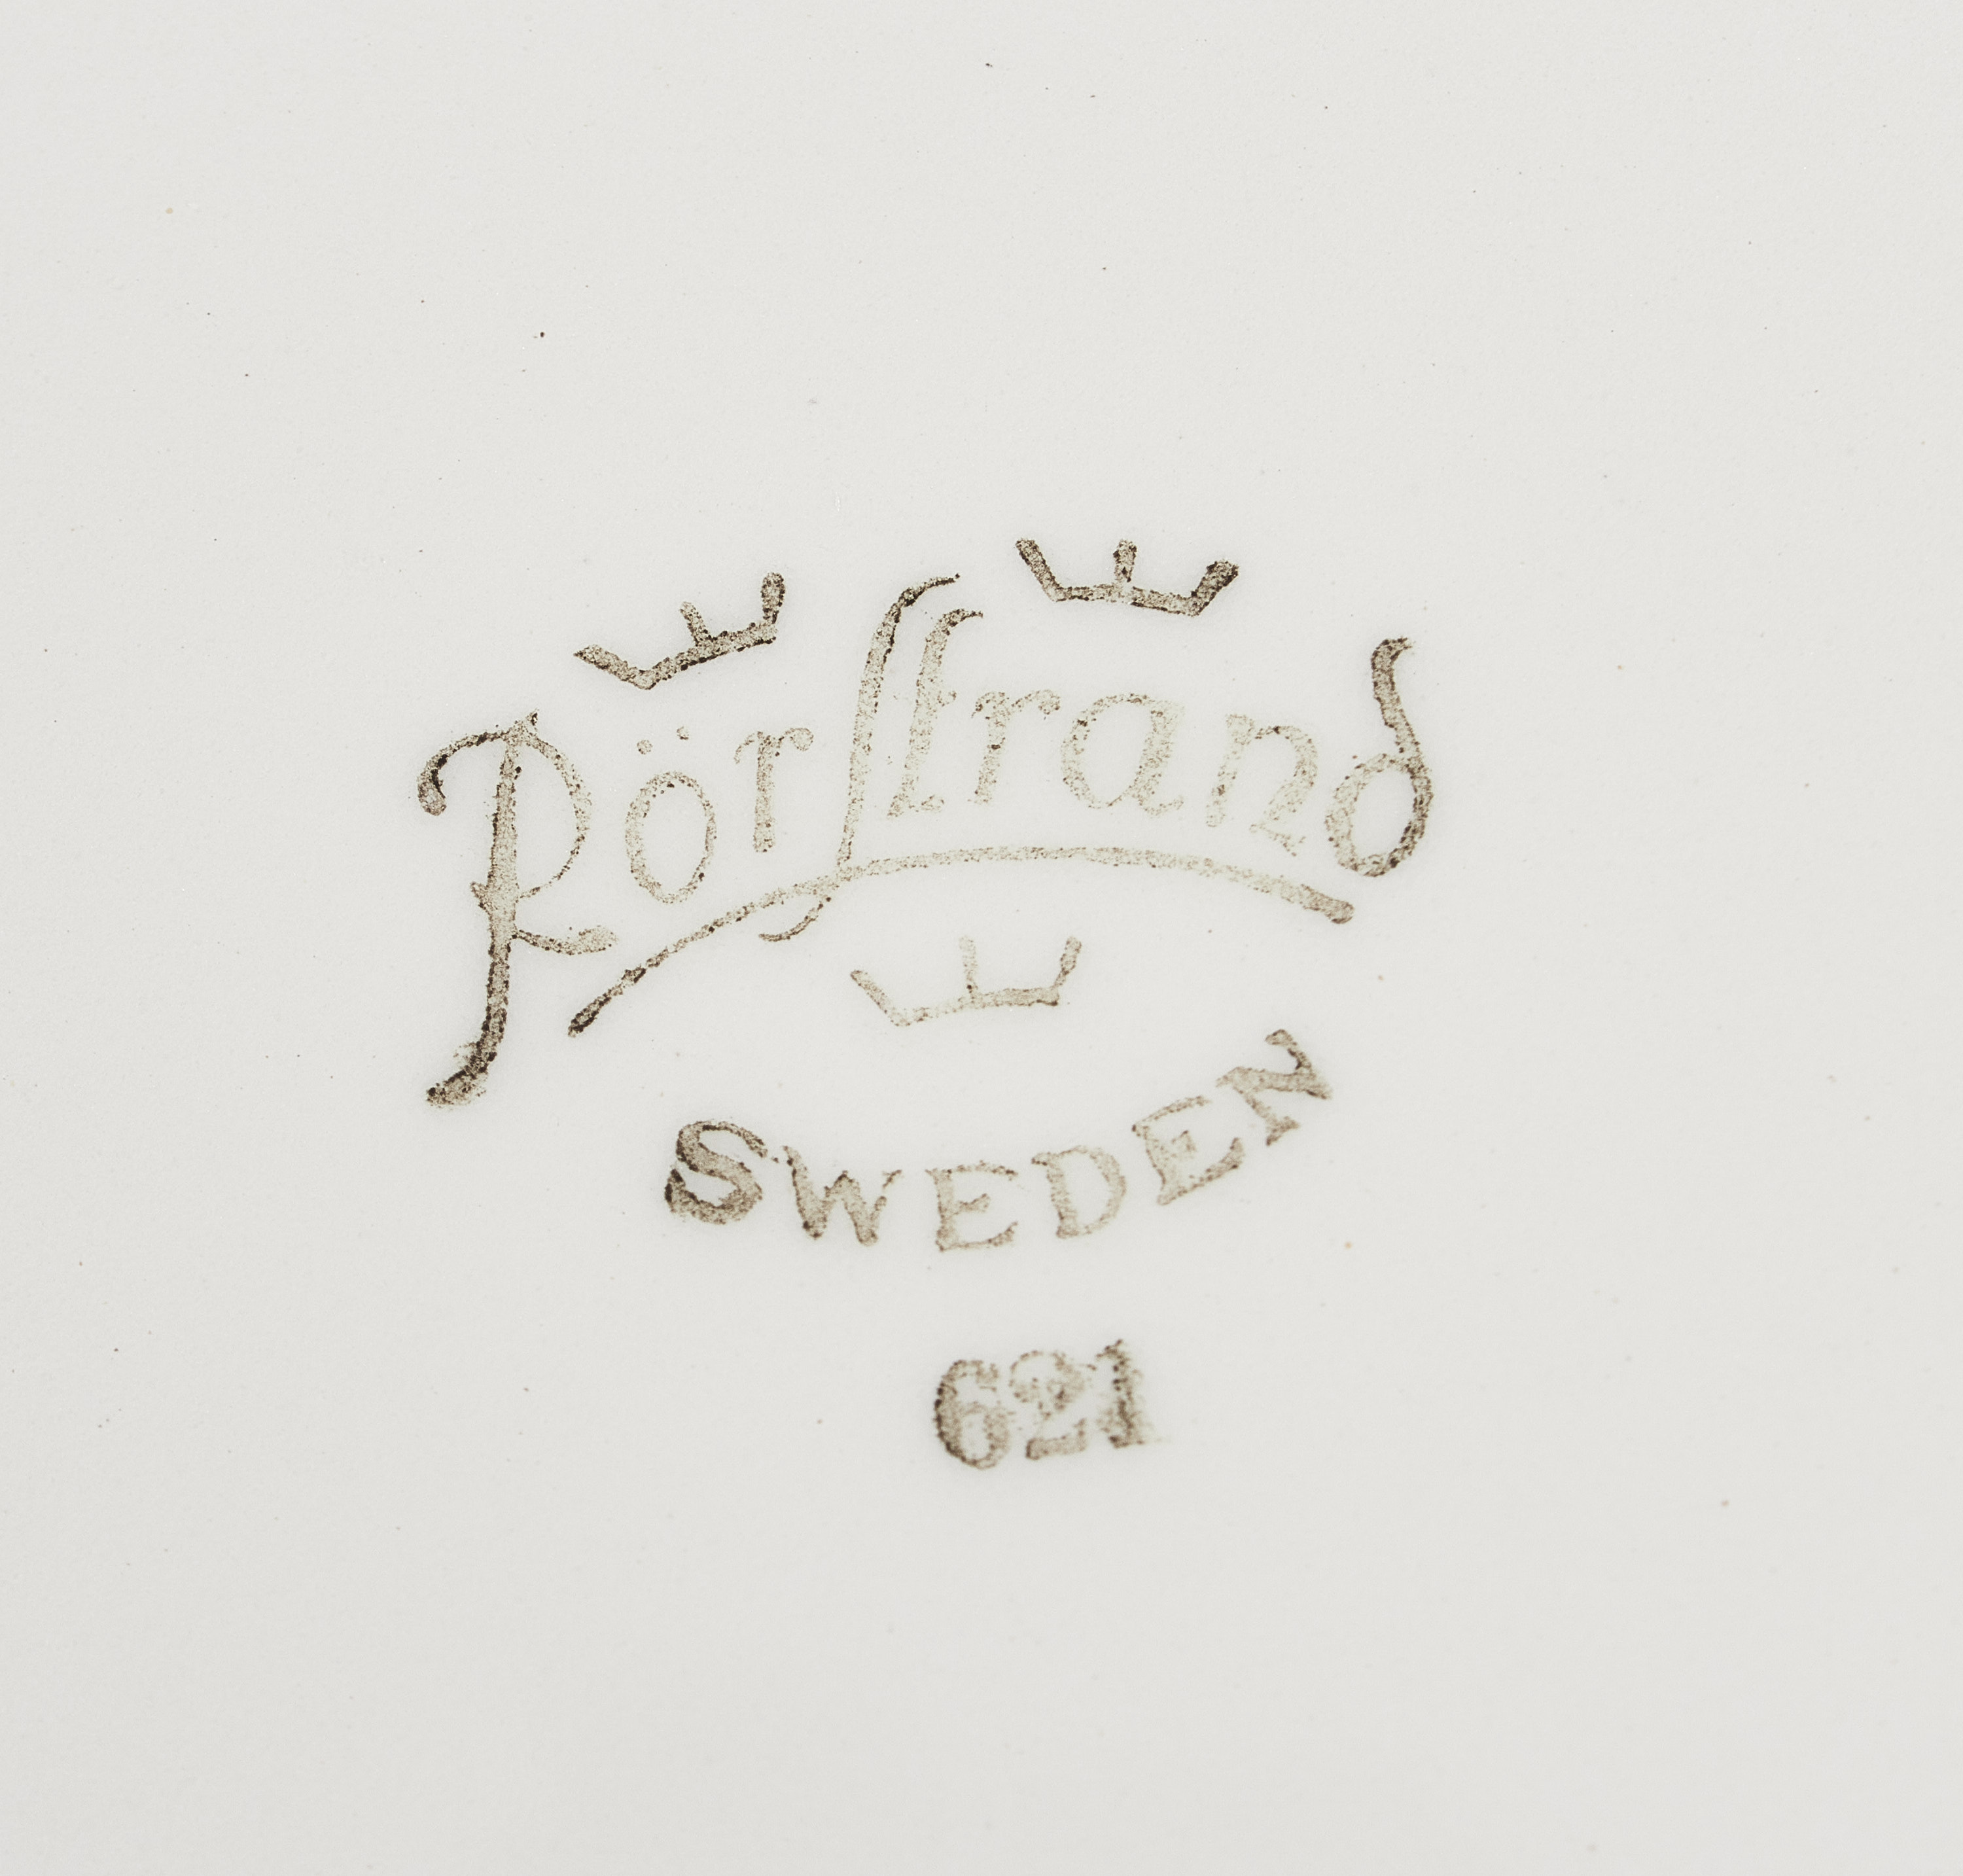 Rörstrand
SWEDEN
621